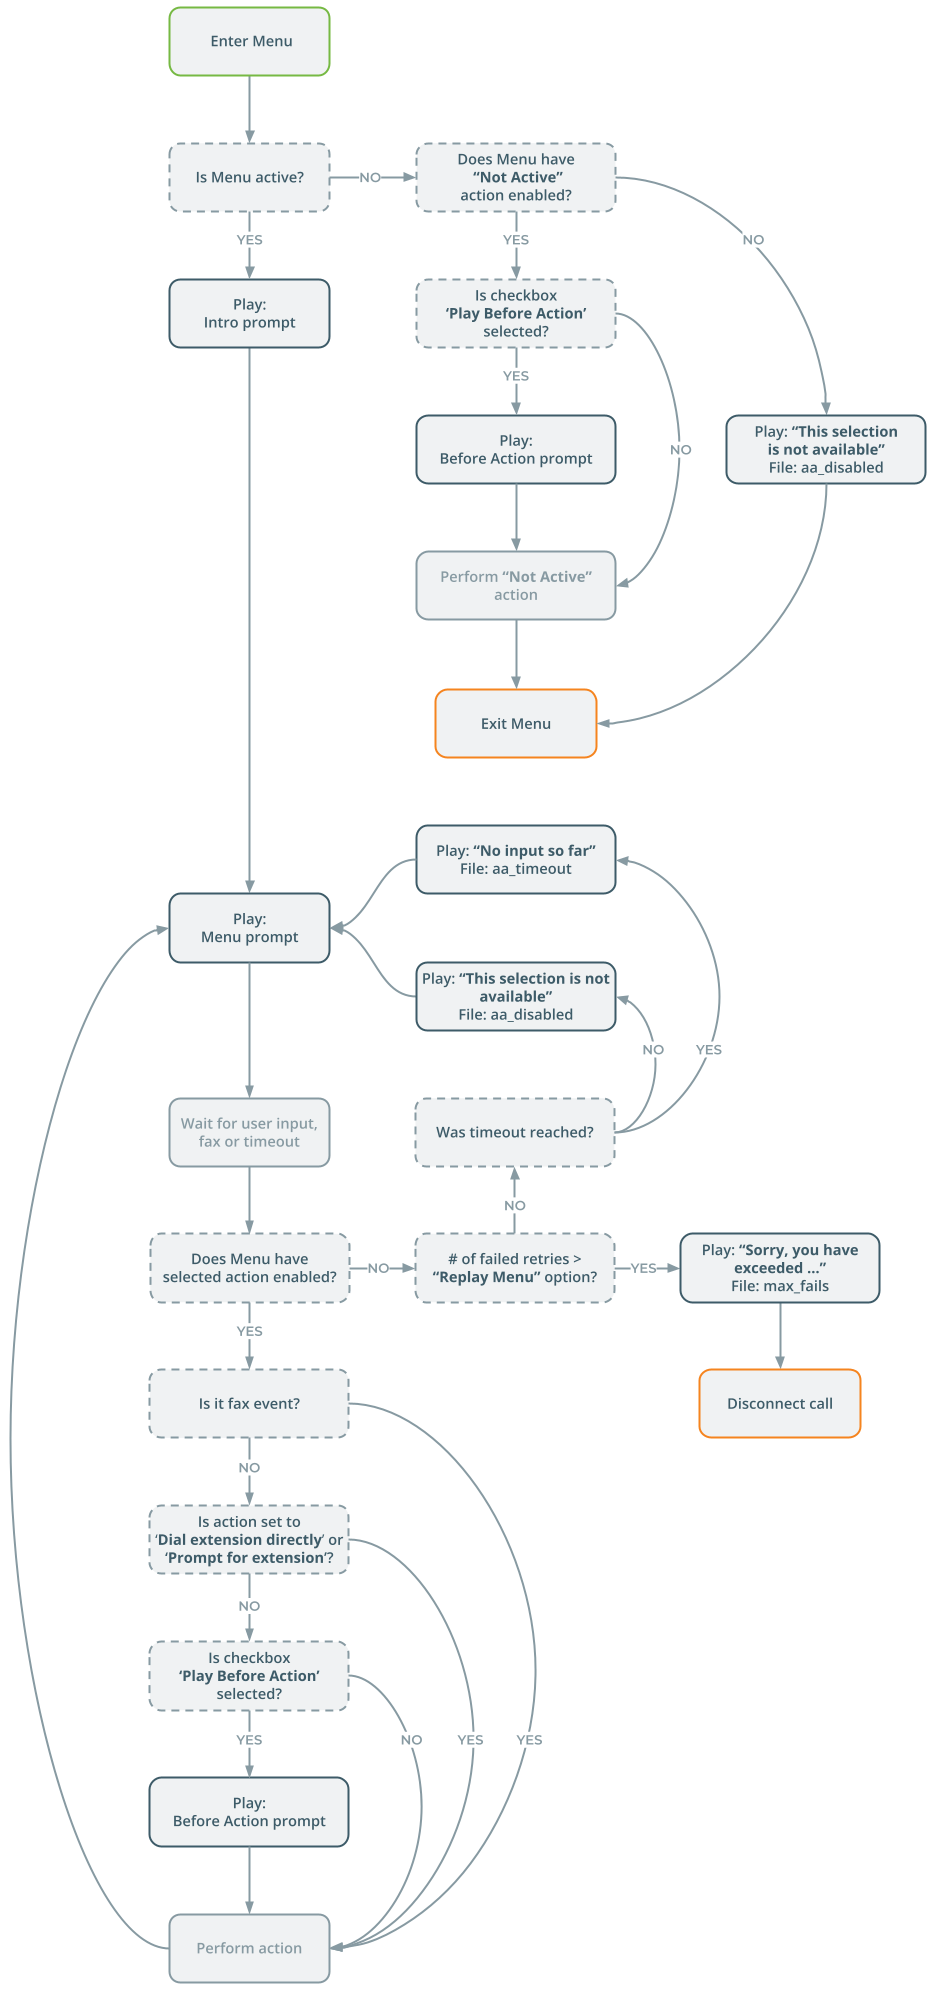 Enter Menu
Is Menu active?
NO
Does Menu have
“Not Active”
action enabled?
NO
YES
YES
Play:
Intro prompt
Is checkbox
‘Play Before Action’
selected?
YES
NO
Play:
Before Action prompt
Play: “This selection
is not available”
File: aa_disabled
Perform “Not Active”
action
Exit Menu
Play: “No input so far”
File: aa_timeout
Play:
Menu prompt
Play: “This selection is not
available”
File: aa_disabled
NO
YES
Wait for user input,
fax or timeout
Was timeout reached?
NO
Does Menu have
selected action enabled?
NO
# of failed retries >
“Replay Menu” option?
YES
Play: “Sorry, you have
exceeded ...”
File: max_fails
YES
Is it fax event?
Disconnect call
NO
Is action set to
‘Dial extension directly’ or
‘Prompt for extension’?
NO
Is checkbox
‘Play Before Action’
selected?
YES
NO
YES
YES
Play:
Before Action prompt
Perform action